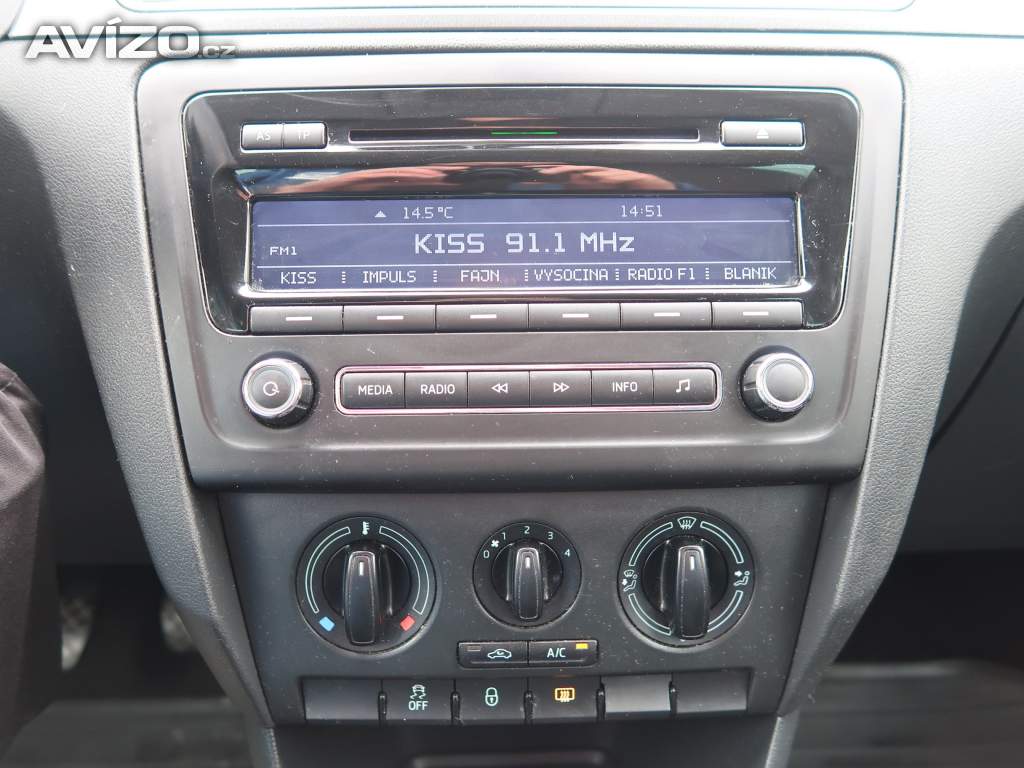 AVÍZO.cz
AS TP
14.5°C 14:51
FM1 KISS 91.1 MHz
KISS IMPULS FAJN VYSOCINA RADIO F1 BLANIK
MEDIA RADIO INFO
0 1 2 3 4
A/C
OFF